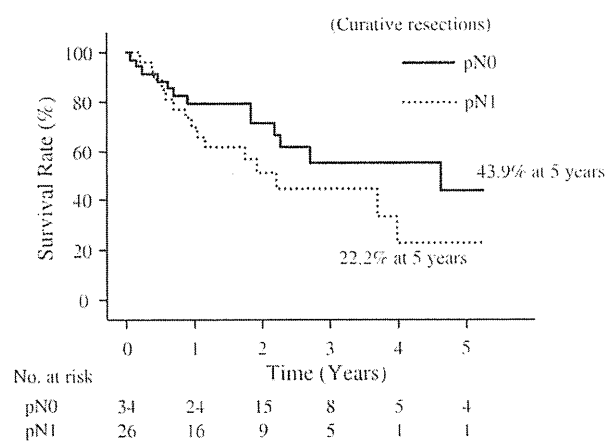 (Curative resections)
pN0
pN1
Survival Rate (%)
100
80
60
40
20
0
43.9% at 5 years
22.2% at 5 years
0 1 2 3 4 5
Time (Years)
No. at risk
pN0 34 24 15 8 5 4
pN1 26 16 9 5 1 1